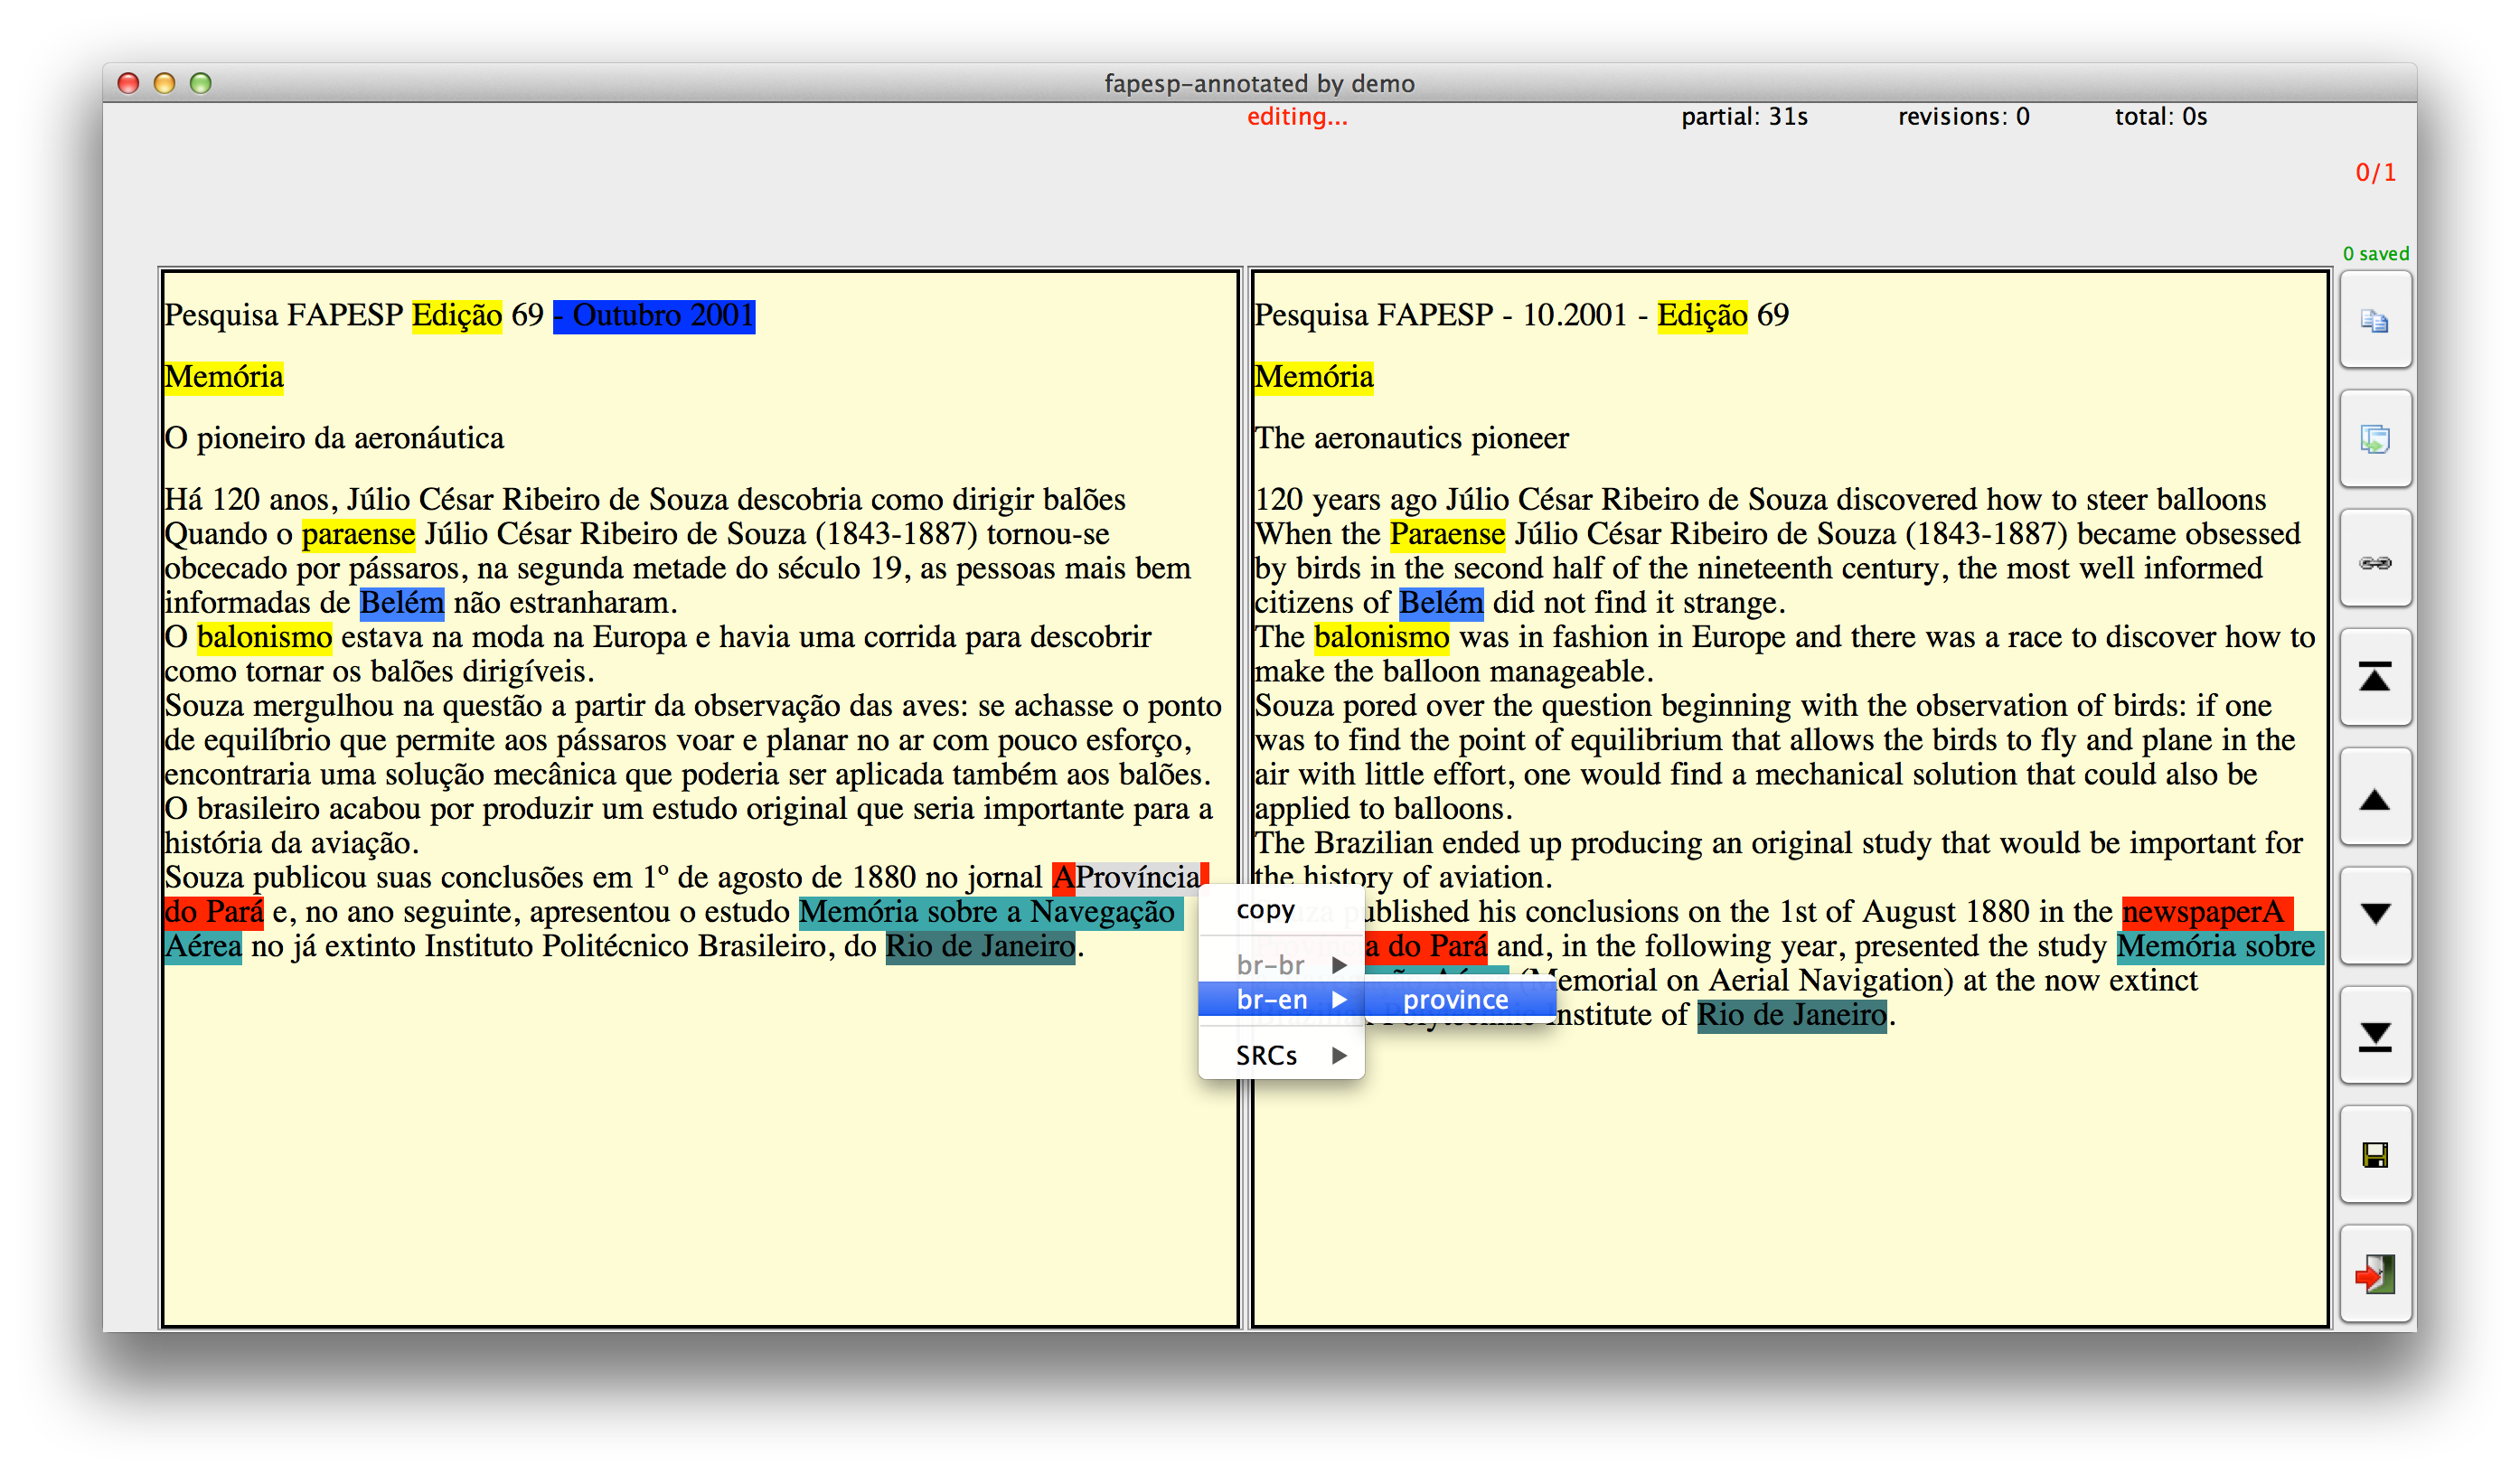 fapesp-annotated by demo
editing...
partial: 31s
revisions: 0
total: 0s
0/1
0 saved
Pesquisa FAPESP Edição 69 - Outubro 2001
Memória
O pioneiro da aeronáutica
Há 120 anos, Júlio César Ribeiro de Souza descobria como dirigir balões
Quando o paraense Júlio César Ribeiro de Souza (1843-1887) tornou-se
obcecado por pássaros, na segunda metade do século 19, as pessoas mais bem
informadas de Belém não estranharam.
O balonismo estava na moda na Europa e havia uma corrida para descobrir
como tornar os balões dirigíveis.
Souza mergulhou na questão a partir da observação das aves: se achasse o ponto
de equilíbrio que permite aos pássaros voar e planar no ar com pouco esforço,
encontraria uma solução mecânica que poderia ser aplicada também aos balões.
O brasileiro acabou por produzir um estudo original que seria importante para a
história da aviação.
Souza publicou suas conclusões em 1º de agosto de 1880 no jornal AProvíncia
do Pará e, no ano seguinte, apresentou o estudo Memória sobre a Navegação
Aérea no já extinto Instituto Politécnico Brasileiro, do Rio de Janeiro.
Pesquisa FAPESP - 10.2001 - Edição 69
Memória
The aeronautics pioneer
120 years ago Júlio César Ribeiro de Souza discovered how to steer balloons
When the Paraense Júlio César Ribeiro de Souza (1843-1887) became obsessed
by birds in the second half of the nineteenth century, the most well informed
citizens of Belém did not find it strange.
The balonismo was in fashion in Europe and there was a race to discover how to
make the balloon manageable.
Souza pored over the question beginning with the observation of birds: if one
was to find the point of equilibrium that allows the birds to fly and plane in the
air with little effort, one would find a mechanical solution that could also be
applied to balloons.
The Brazilian ended up producing an original study that would be important for
the history of aviation.
published his conclusions on the 1st of August 1880 in the newspaperA
do Pará and, in the following year, presented the study Memória sobre
(Memorial on Aerial Navigation) at the now extinct
Institute of Rio de Janeiro.
copy
br-br
br-en
province
SRCs